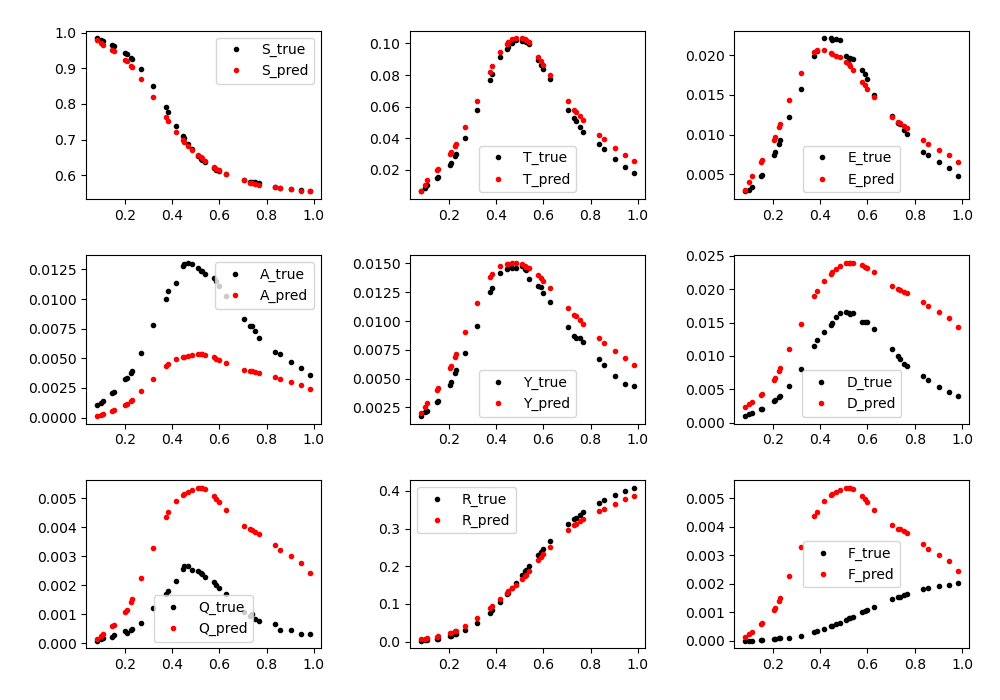 1.0
0.9
0.8
0.7
0.6
S_true
S_pred
0.2 0.4 0.6 0.8 1.0
0.10
0.08
0.06
0.04
0.02
T_true
T_pred
0.2 0.4 0.6 0.8 1.0
0.020
0.015
0.010
0.005
E_true
E_pred
0.2 0.4 0.6 0.8 1.0
0.0125
0.0100
0.0075
0.0050
0.0025
0.0000
A_true
A_pred
0.2 0.4 0.6 0.8 1.0
0.0150
0.0125
0.0100
0.0075
0.0050
0.0025
Y_true
Y_pred
0.2 0.4 0.6 0.8 1.0
0.025
0.020
0.015
0.010
0.005
0.000
D_true
D_pred
0.2 0.4 0.6 0.8 1.0
0.005
0.004
0.003
0.002
0.001
0.000
Q_true
Q_pred
0.2 0.4 0.6 0.8 1.0
0.4
0.3
0.2
0.1
0.0
R_true
R_pred
0.2 0.4 0.6 0.8 1.0
0.005
0.004
0.003
0.002
0.001
0.000
F_true
F_pred
0.2 0.4 0.6 0.8 1.0